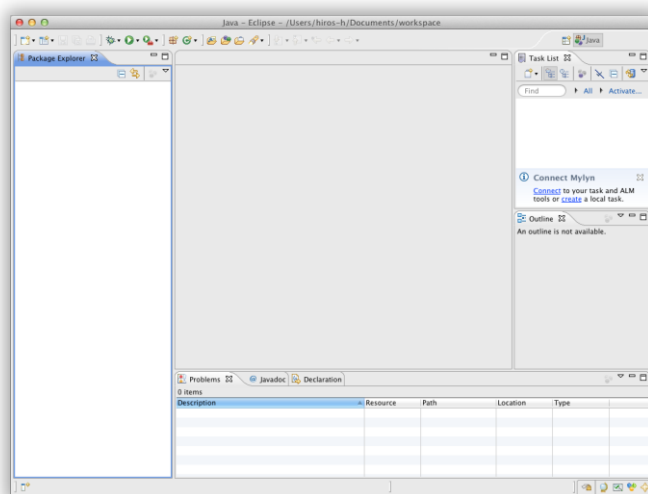 Java - Eclipse - /Users/hiros-h/Documents/workspace
Java
Package Explorer
Task List
Find
All
Activate...
Connect Mylyn
Connect to your task and ALM
tools or create a local task.
Outline
An outline is not available.
Problems
Javadoc
Declaration
0 items
Description Resource Path Location Type